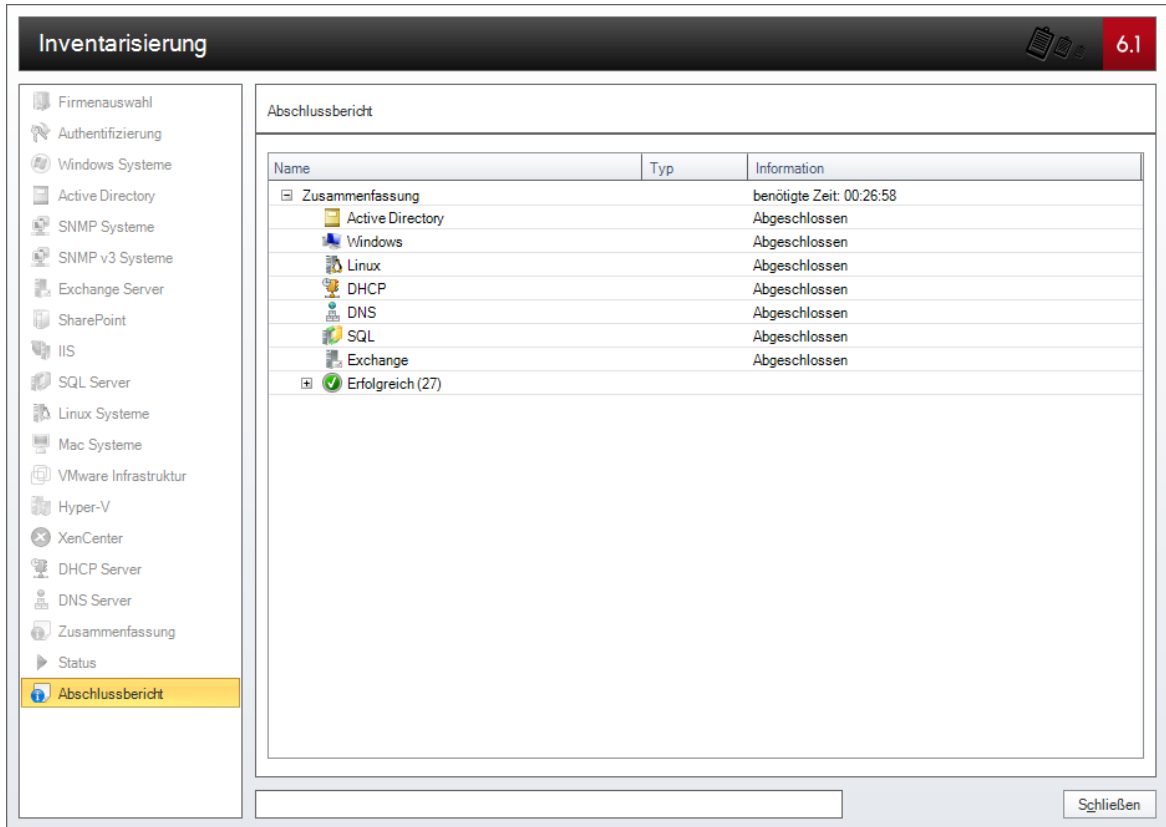 Inventarisierung
6.1
Firmenauswahl
Authentifizierung
Windows Systeme
Active Directory
SNMP Systeme
SNMP v3 Systeme
Exchange Server
SharePoint
IIS
SQL Server
Linux Systeme
Mac Systeme
VMware Infrastruktur
Hyper-V
XenCenter
DHCP Server
DNS Server
Zusammenfassung
Status
Abschlussbericht
Abschlussbericht
Name Typ Information
Zusammenfassung benötigte Zeit: 00:26:58
Active Directory Abgeschlossen
Windows Abgeschlossen
Linux Abgeschlossen
DHCP Abgeschlossen
DNS Abgeschlossen
SQL Abgeschlossen
Exchange Abgeschlossen
Erfolgreich (27)
Schließen